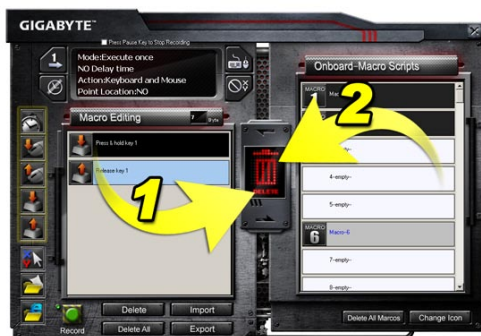 GIGABYTE™
Press Pause Key to Stop Recording
Mode:Execute once
NO Delay time
Action:Keyboard and Mouse
Point Location:NO
Macro Editing
Byte
Press & hold key 1
Release key 1
1
DELETE
2
Onboard-Macro Scripts
MACRO
4-empty-
5-empty-
MACRO
6
Macro-6
7-empty-
8-empty-
Record
Delete
Import
Delete All
Export
Delete All Marcos
Change Icon